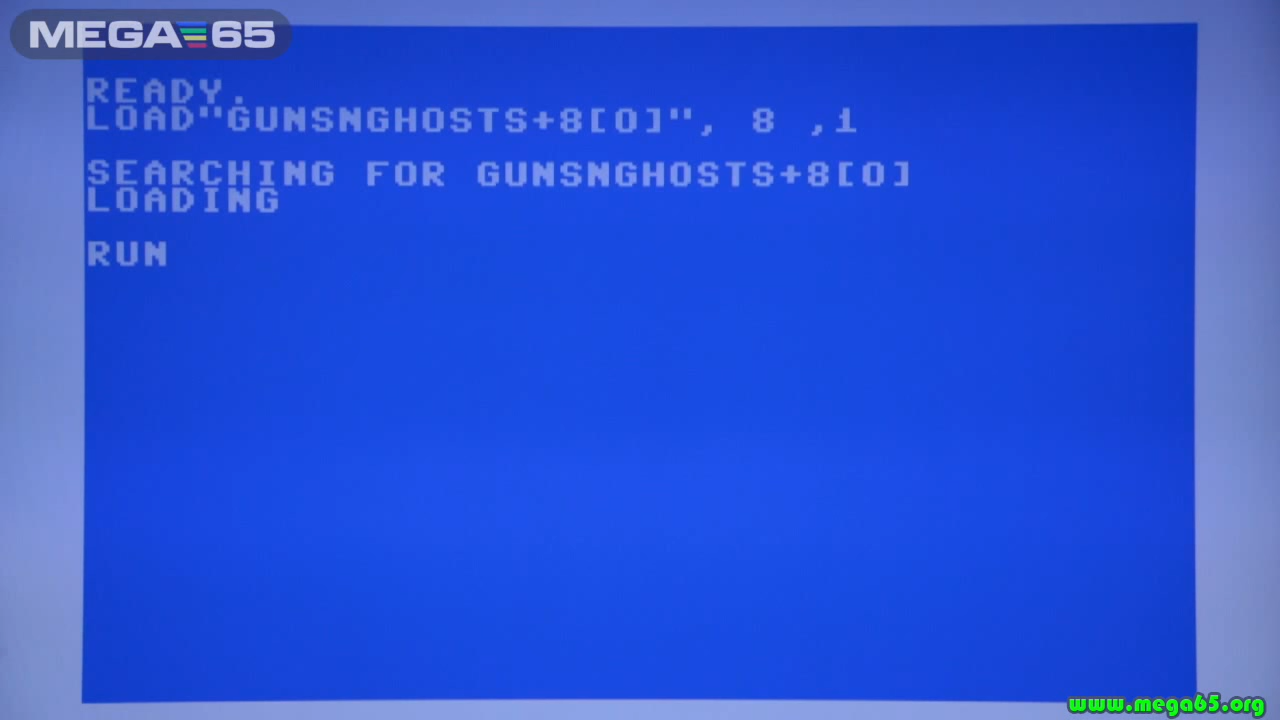 MEGA65
READY.
LOAD"GUNSNGHOSTS+8[O]", 8 ,1
SEARCHING FOR GUNSNGHOSTS+8[O]
LOADING
RUN
www.mega65.org